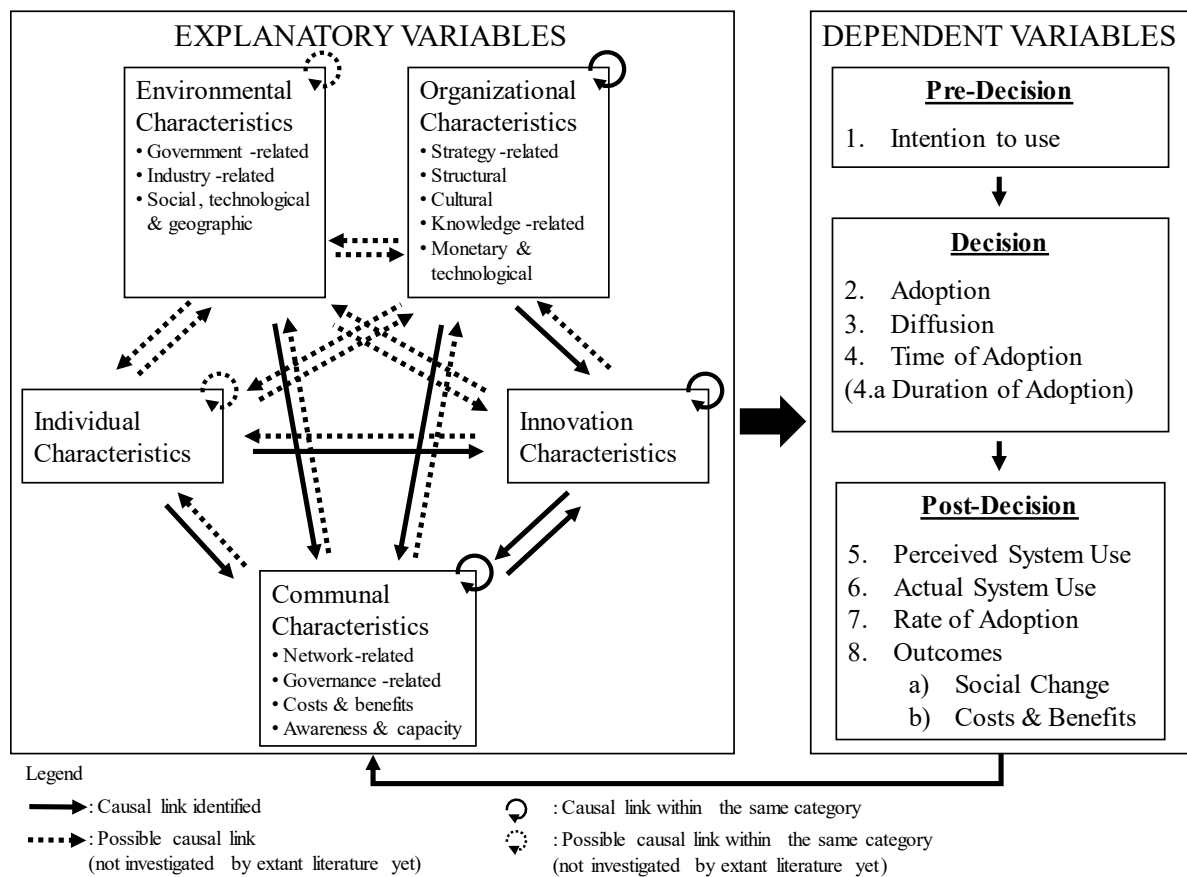 EXPLANATORY VARIABLES
Environmental
Characteristics
• Government-related
• Industry-related
• Social, technological
& geographic
Organizational
Characteristics
• Strategy-related
• Structural
• Cultural
• Knowledge-related
• Monetary &
technological
Individual
Characteristics
Innovation
Characteristics
Communal
Characteristics
• Network-related
• Governance-related
• Costs & benefits
• Awareness & capacity
DEPENDENT VARIABLES
Pre-Decision
1. Intention to use
Decision
2. Adoption
3. Diffusion
4. Time of Adoption
(4.a Duration of Adoption)
Post-Decision
5. Perceived System Use
6. Actual System Use
7. Rate of Adoption
8. Outcomes
a) Social Change
b) Costs & Benefits
Legend
: Causal link identified
: Possible causal link
(not investigated by extant literature yet)
: Causal link within the same category
: Possible causal link within the same category
(not investigated by extant literature yet)